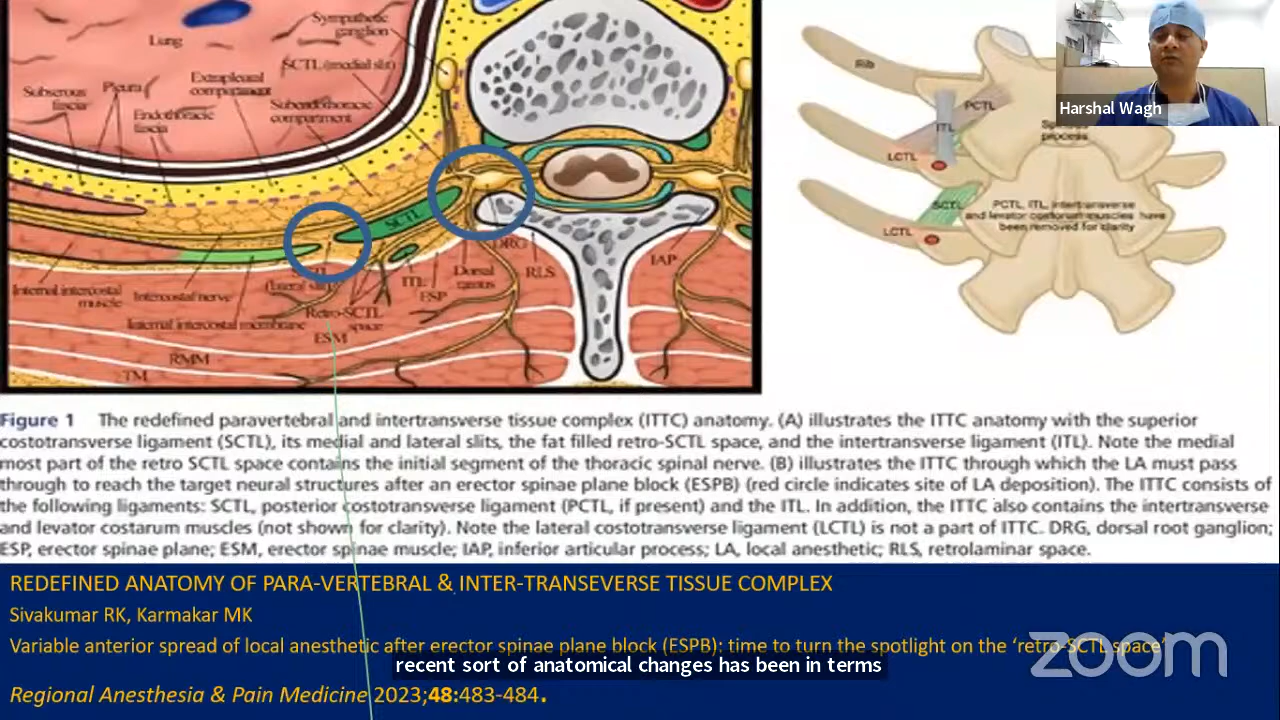 Sympathetic
ganglion
Lung
SCTL (medial slit)
Subserous
fascia
Pleura
Extrapleural
compartment
Endothoracic
fascia
Subendothoracic
compartment
SCTL
DRG
Internal intercostal
muscle
Intercostal nerve
(lateral slit)
ITL
Dorsal
ramus
RLS
IAP
ESP
Internal intercostal membrane
Retro-SCTL
space
ESM
RMM
TM
Rib
PCTL
ITL
LCTL
process
SCTL
LCTL
PCTL, ITL, intertransverse
and levator costorum muscles have
been removed for clarity
Harshal Wagh
Figure 1 The redefined paravertebral and intertransverse tissue complex (ITTC) anatomy. (A) illustrates the ITTC anatomy with the superior
costotransverse ligament (SCTL), its medial and lateral slits, the fat filled retro-SCTL space, and the intertransverse ligament (ITL). Note the medial
most part of the retro SCTL space contains the initial segment of the thoracic spinal nerve. (B) illustrates the ITTC through which the LA must pass
through to reach the target neural structures after an erector spinae plane block (ESPB) (red circle indicates site of LA deposition). The ITTC consists of
the following ligaments: SCTL, posterior costotransverse ligament (PCTL, if present) and the ITL. In addition, the ITTC also contains the intertransverse
and levator costarum muscles (not shown for clarity). Note the lateral costotransverse ligament (LCTL) is not a part of ITTC. DRG, dorsal root ganglion;
ESP, erector spinae plane; ESM, erector spinae muscle; IAP, inferior articular process; LA, local anesthetic; RLS, retrolaminar space.
REDEFINED ANATOMY OF PARA-VERTEBRAL & INTER-TRANSEVERSE TISSUE COMPLEX
Sivakumar RK, Karmakar MK
Variable anterior spread of local anesthetic after erector spinae plane block (ESPB): time to turn the spotlight on the 'retro-SCTL space'
recent sort of anatomical changes has been in terms
zoom
Regional Anesthesia & Pain Medicine 2023;48:483-484.